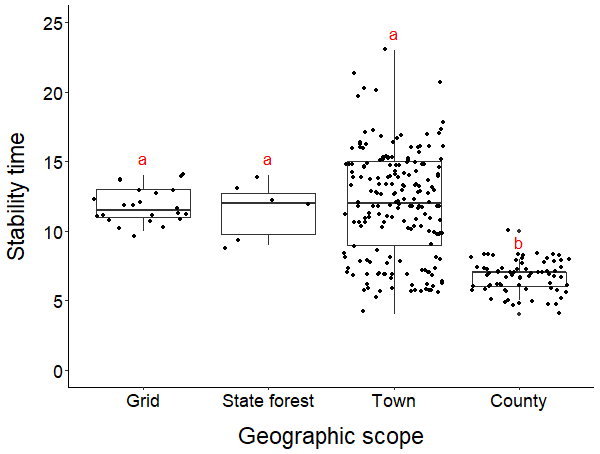 25
20
15
10
5
0
Stability time
a
a
a
b
Grid
State forest
Town
County
Geographic scope